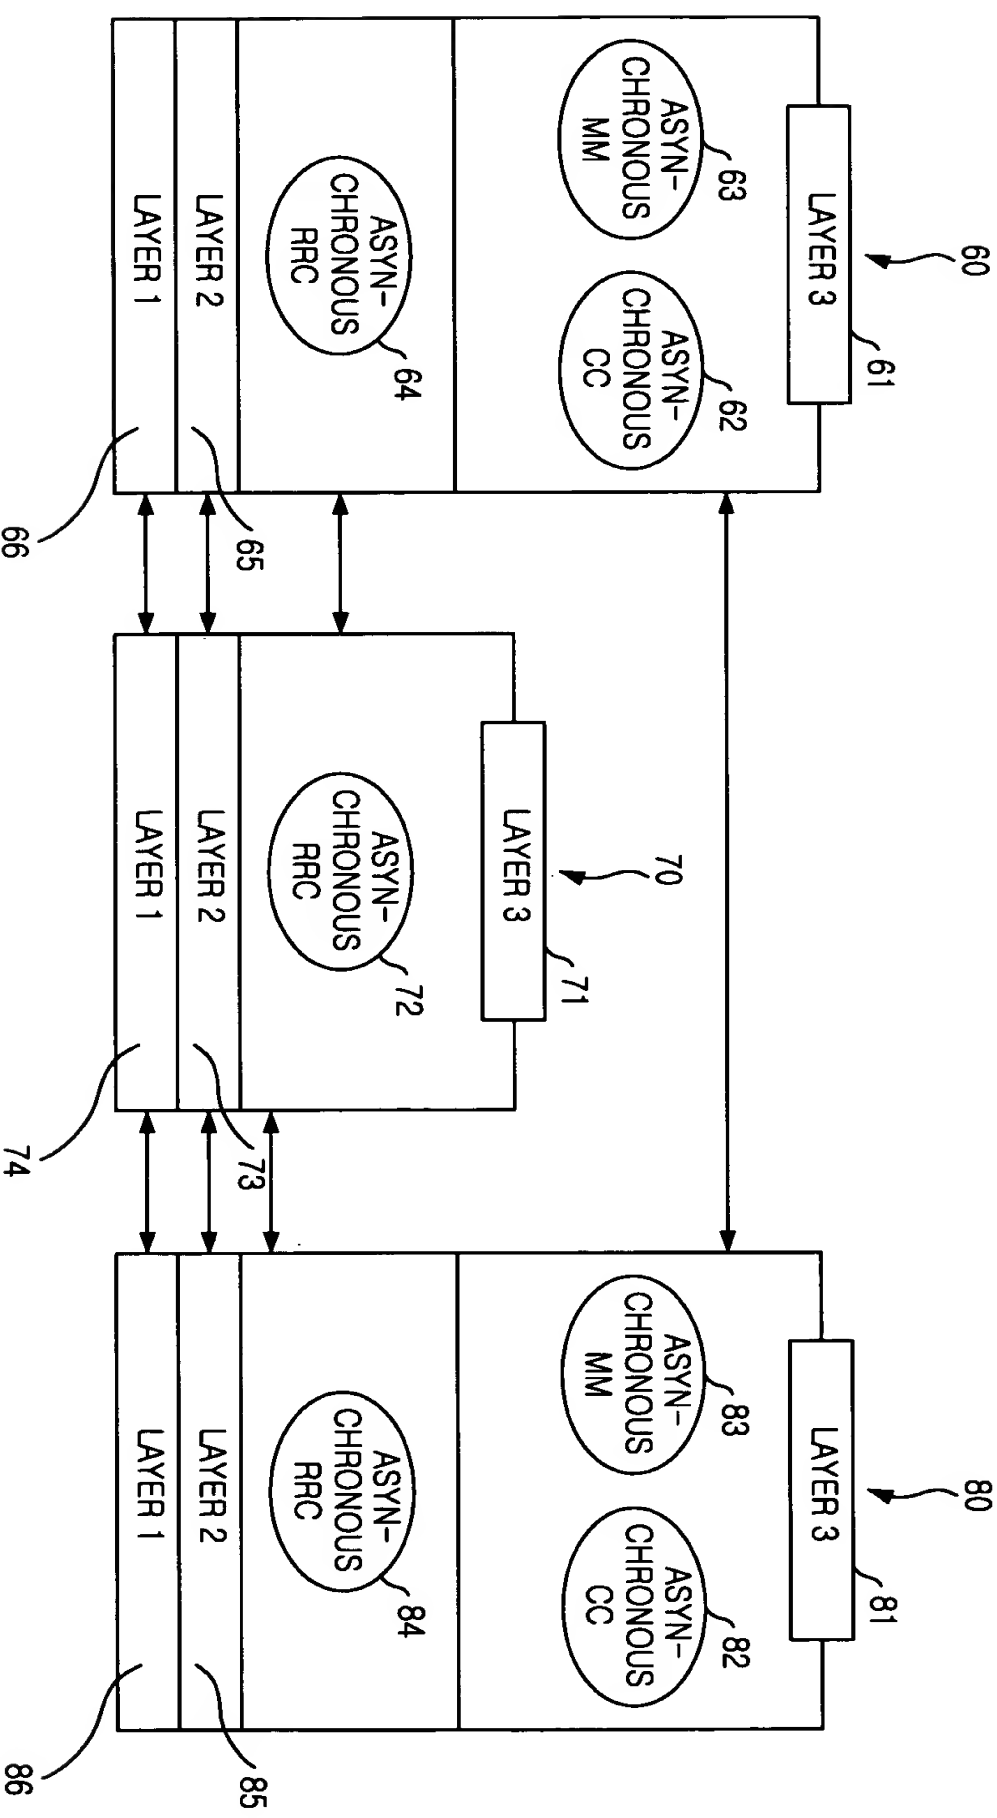 60
LAYER 3
61
63
ASYN-
CHRONOUS
MM
62
ASYN-
CHRONOUS
CC
64
ASYN-
CHRONOUS
RRC
LAYER 2
65
LAYER 1
66
70
LAYER 3
71
72
ASYN-
CHRONOUS
RRC
LAYER 2
73
LAYER 1
74
80
LAYER 3
81
83
ASYN-
CHRONOUS
MM
82
ASYN-
CHRONOUS
CC
84
ASYN-
CHRONOUS
RRC
LAYER 2
85
LAYER 1
86